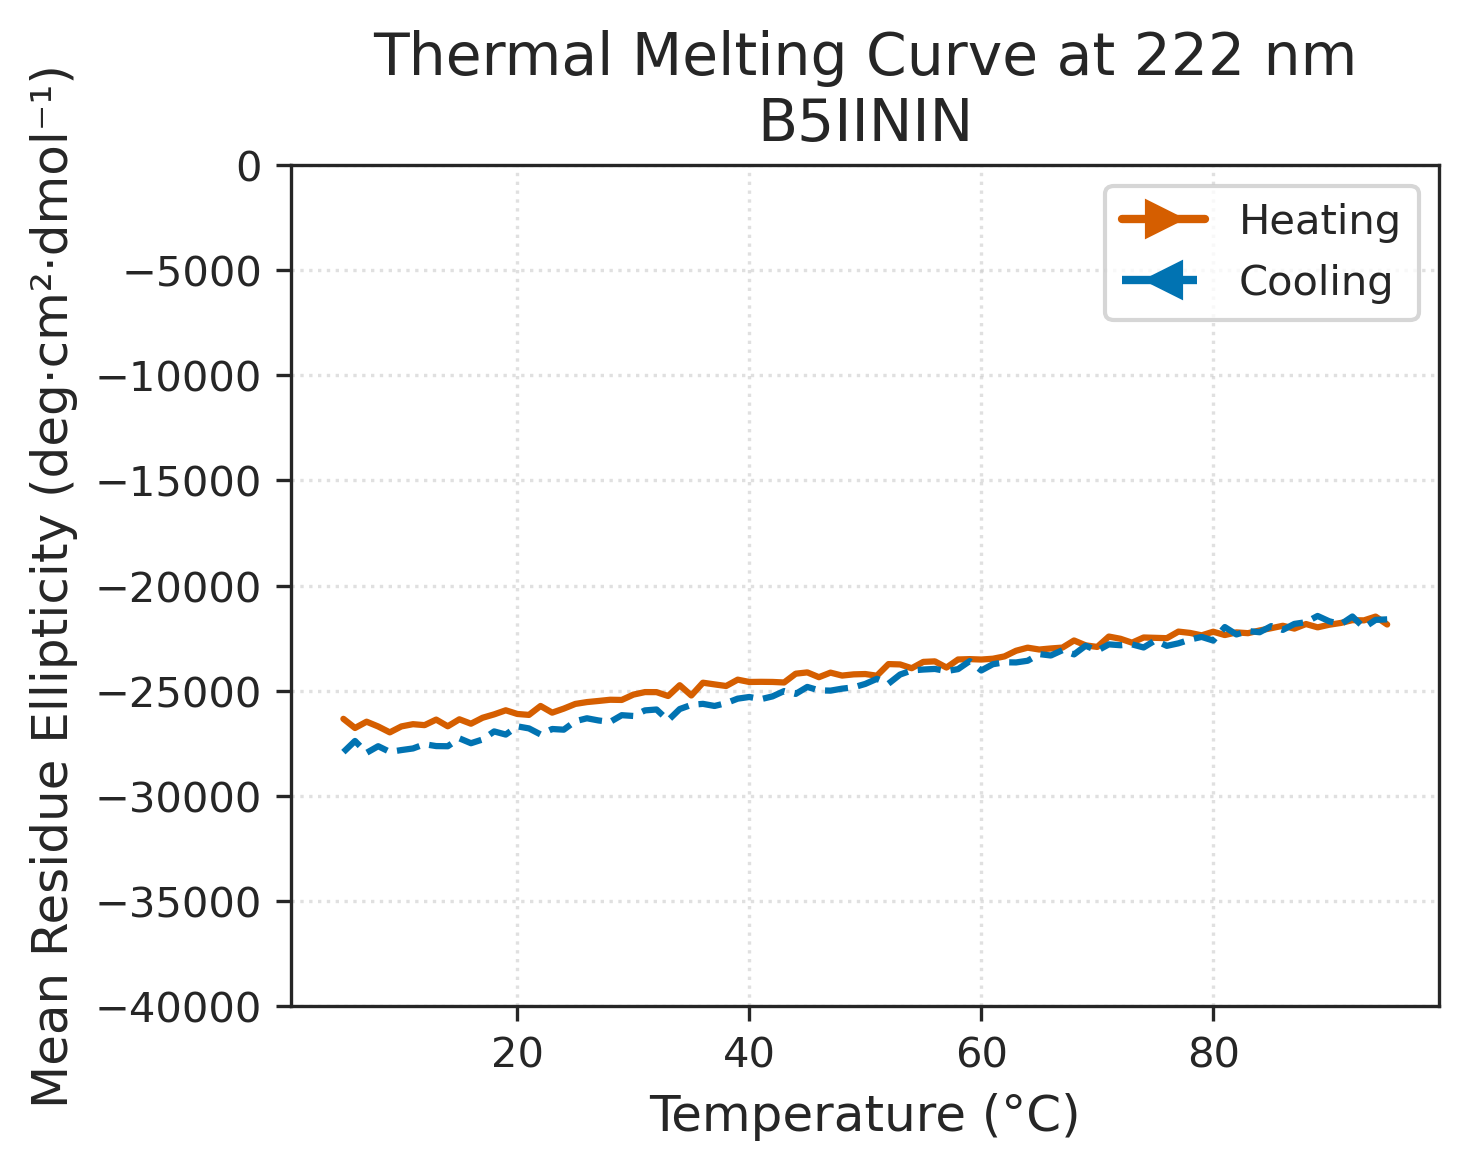 Thermal Melting Curve at 222 nm
B5IININ
Mean Residue Ellipticity (deg·cm²·dmol⁻¹)
0
−5000
−10000
−15000
−20000
−25000
−30000
−35000
−40000
Heating
Cooling
20
40
60
80
Temperature (°C)